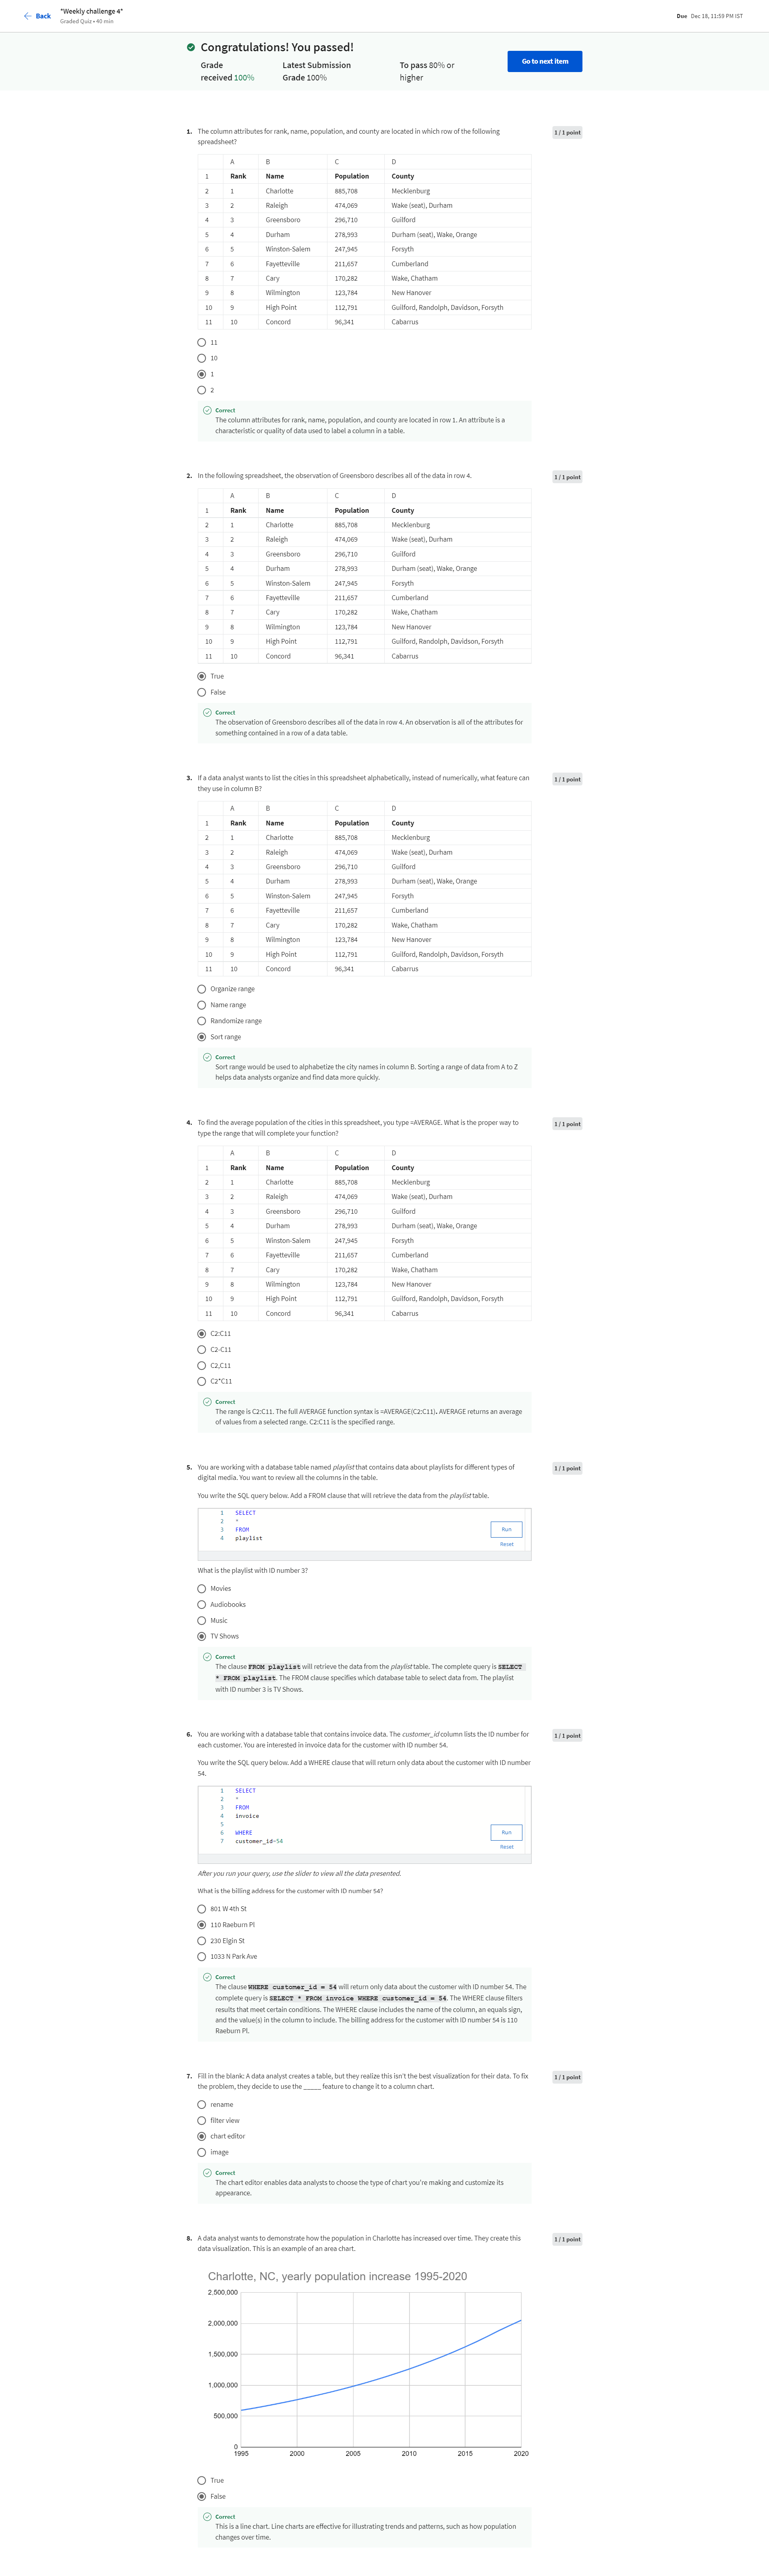 Back
"Weekly challenge 4"
Graded Quiz • 40 min
Due Dec 18, 11:59 PM IST
Congratulations! You passed!
Grade received 100%
Latest Submission Grade 100%
To pass 80% or higher
Go to next item
1. The column attributes for rank, name, population, and county are located in which row of the following
spreadsheet?
1 / 1 point
A B C D
1 Rank Name Population County
2 1 Charlotte 885,708 Mecklenburg
3 2 Raleigh 474,069 Wake (seat), Durham
4 3 Greensboro 296,710 Guilford
5 4 Durham 278,993 Durham (seat), Wake, Orange
6 5 Winston-Salem 247,945 Forsyth
7 6 Fayetteville 211,657 Cumberland
8 7 Cary 170,282 Wake, Chatham
9 8 Wilmington 123,784 New Hanover
10 9 High Point 112,791 Guilford, Randolph, Davidson, Forsyth
11 10 Concord 96,341 Cabarrus
11
10
1
2
Correct
The column attributes for rank, name, population, and county are located in row 1. An attribute is a
characteristic or quality of data used to label a column in a table.
2. In the following spreadsheet, the observation of Greensboro describes all of the data in row 4.
1 / 1 point
A B C D
1 Rank Name Population County
2 1 Charlotte 885,708 Mecklenburg
3 2 Raleigh 474,069 Wake (seat), Durham
4 3 Greensboro 296,710 Guilford
5 4 Durham 278,993 Durham (seat), Wake, Orange
6 5 Winston-Salem 247,945 Forsyth
7 6 Fayetteville 211,657 Cumberland
8 7 Cary 170,282 Wake, Chatham
9 8 Wilmington 123,784 New Hanover
10 9 High Point 112,791 Guilford, Randolph, Davidson, Forsyth
11 10 Concord 96,341 Cabarrus
True
False
Correct
The observation of Greensboro describes all of the data in row 4. An observation is all of the attributes for
something contained in a row of a data table.
3. If a data analyst wants to list the cities in this spreadsheet alphabetically, instead of numerically, what feature can
they use in column B?
1 / 1 point
A B C D
1 Rank Name Population County
2 1 Charlotte 885,708 Mecklenburg
3 2 Raleigh 474,069 Wake (seat), Durham
4 3 Greensboro 296,710 Guilford
5 4 Durham 278,993 Durham (seat), Wake, Orange
6 5 Winston-Salem 247,945 Forsyth
7 6 Fayetteville 211,657 Cumberland
8 7 Cary 170,282 Wake, Chatham
9 8 Wilmington 123,784 New Hanover
10 9 High Point 112,791 Guilford, Randolph, Davidson, Forsyth
11 10 Concord 96,341 Cabarrus
Organize range
Name range
Randomize range
Sort range
Correct
Sort range would be used to alphabetize the city names in column B. Sorting a range of data from A to Z
helps data analysts organize and find data more quickly.
4. To find the average population of the cities in this spreadsheet, you type =AVERAGE. What is the proper way to
type the range that will complete your function?
1 / 1 point
A B C D
1 Rank Name Population County
2 1 Charlotte 885,708 Mecklenburg
3 2 Raleigh 474,069 Wake (seat), Durham
4 3 Greensboro 296,710 Guilford
5 4 Durham 278,993 Durham (seat), Wake, Orange
6 5 Winston-Salem 247,945 Forsyth
7 6 Fayetteville 211,657 Cumberland
8 7 Cary 170,282 Wake, Chatham
9 8 Wilmington 123,784 New Hanover
10 9 High Point 112,791 Guilford, Randolph, Davidson, Forsyth
11 10 Concord 96,341 Cabarrus
C2:C11
C2-C11
C2,C11
C2*C11
Correct
The range is C2:C11. The full AVERAGE function syntax is =AVERAGE(C2:C11). AVERAGE returns an average
of values from a selected range. C2:C11 is the specified range.
5. You are working with a database table named playlist that contains data about playlists for different types of
digital media. You want to review all the columns in the table.
1 / 1 point
You write the SQL query below. Add a FROM clause that will retrieve the data from the playlist table.
1 SELECT
2 *
3 FROM
4 playlist
Run
Reset
What is the playlist with ID number 3?
Movies
Audiobooks
Music
TV Shows
Correct
The clause FROM playlist will retrieve the data from the playlist table. The complete query is SELECT
* FROM playlist. The FROM clause specifies which database table to select data from. The playlist
with ID number 3 is TV Shows.
6. You are working with a database table that contains invoice data. The customer_id column lists the ID number for
each customer. You are interested in invoice data for the customer with ID number 54.
1 / 1 point
You write the SQL query below. Add a WHERE clause that will return only data about the customer with ID number
54.
1 SELECT
2 *
3 FROM
4 invoice
5
6 WHERE
7 customer_id=54
Run
Reset
After you run your query, use the slider to view all the data presented.
What is the billing address for the customer with ID number 54?
801 W 4th St
110 Raeburn Pl
230 Elgin St
1033 N Park Ave
Correct
The clause WHERE customer_id = 54 will return only data about the customer with ID number 54. The
complete query is SELECT * FROM invoice WHERE customer_id = 54. The WHERE clause filters
results that meet certain conditions. The WHERE clause includes the name of the column, an equals sign,
and the value(s) in the column to include. The billing address for the customer with ID number 54 is 110
Raeburn Pl.
7. Fill in the blank: A data analyst creates a table, but they realize this isn't the best visualization for their data. To fix
the problem, they decide to use the _____ feature to change it to a column chart.
1 / 1 point
rename
filter view
chart editor
image
Correct
The chart editor enables data analysts to choose the type of chart you're making and customize its
appearance.
8. A data analyst wants to demonstrate how the population in Charlotte has increased over time. They create this
data visualization. This is an example of an area chart.
1 / 1 point
Charlotte, NC, yearly population increase 1995-2020
2,500,000
2,000,000
1,500,000
1,000,000
500,000
0
1995 2000 2005 2010 2015 2020
True
False
Correct
This is a line chart. Line charts are effective for illustrating trends and patterns, such as how population
changes over time.